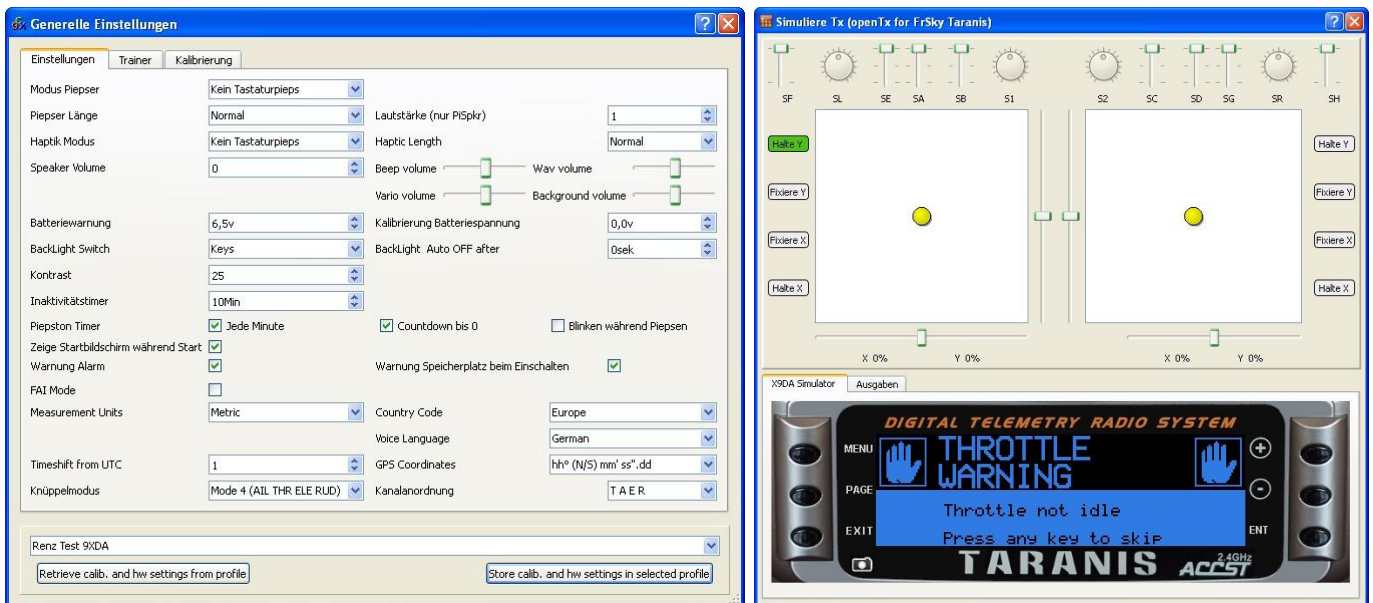 Generelle Einstellungen
Einstellungen Trainer Kalibrierung
Modus Piepser Kein Tastaturpieps
Piepser Länge Normal Lautstärke (nur PiSpkr) 1
Haptik Modus Kein Tastaturpieps Haptic Length Normal
Speaker Volume 0 Beep volume Wav volume
Vario volume Background volume
Batteriewarnung 6,5v Kalibrierung Batteriespannung 0,0v
BackLight Switch Keys BackLight Auto OFF after 0sek
Kontrast 25
Inaktivitätstimer 10Min
Piepston Timer Jede Minute Countdown bis 0 Blinken während Piepsen
Zeige Startbildschirm während Start
Warnung Alarm Warnung Speicherplatz beim Einschalten
FAI Mode
Measurement Units Metric Country Code Europe
Voice Language German
Timeshift from UTC 1 GPS Coordinates hh° (N/S) mm' ss".dd
Knüppelmodus Mode 4 (AIL THR ELE RUD) Kanalanordnung T A E R
Renz Test 9XDA
Retrieve calib. and hw settings from profile Store calib. and hw settings in selected profile
Simuliere Tx (openTx for FrSky Taranis)
SF SL SE SA SB S1 S2 SC SD SG SR SH
Halte Y Halte Y
Fixiere Y Fixiere Y
Fixiere X Fixiere X
Halte X Halte X
X 0% Y 0% X 0% Y 0%
X9DA Simulator Ausgaben
DIGITAL TELEMETRY RADIO SYSTEM
MENU THROTTLE +
WARNING
PAGE -
Throttle not idle
EXIT ENT
Press any key to skip
TARANIS 2.4GHz
ACCST